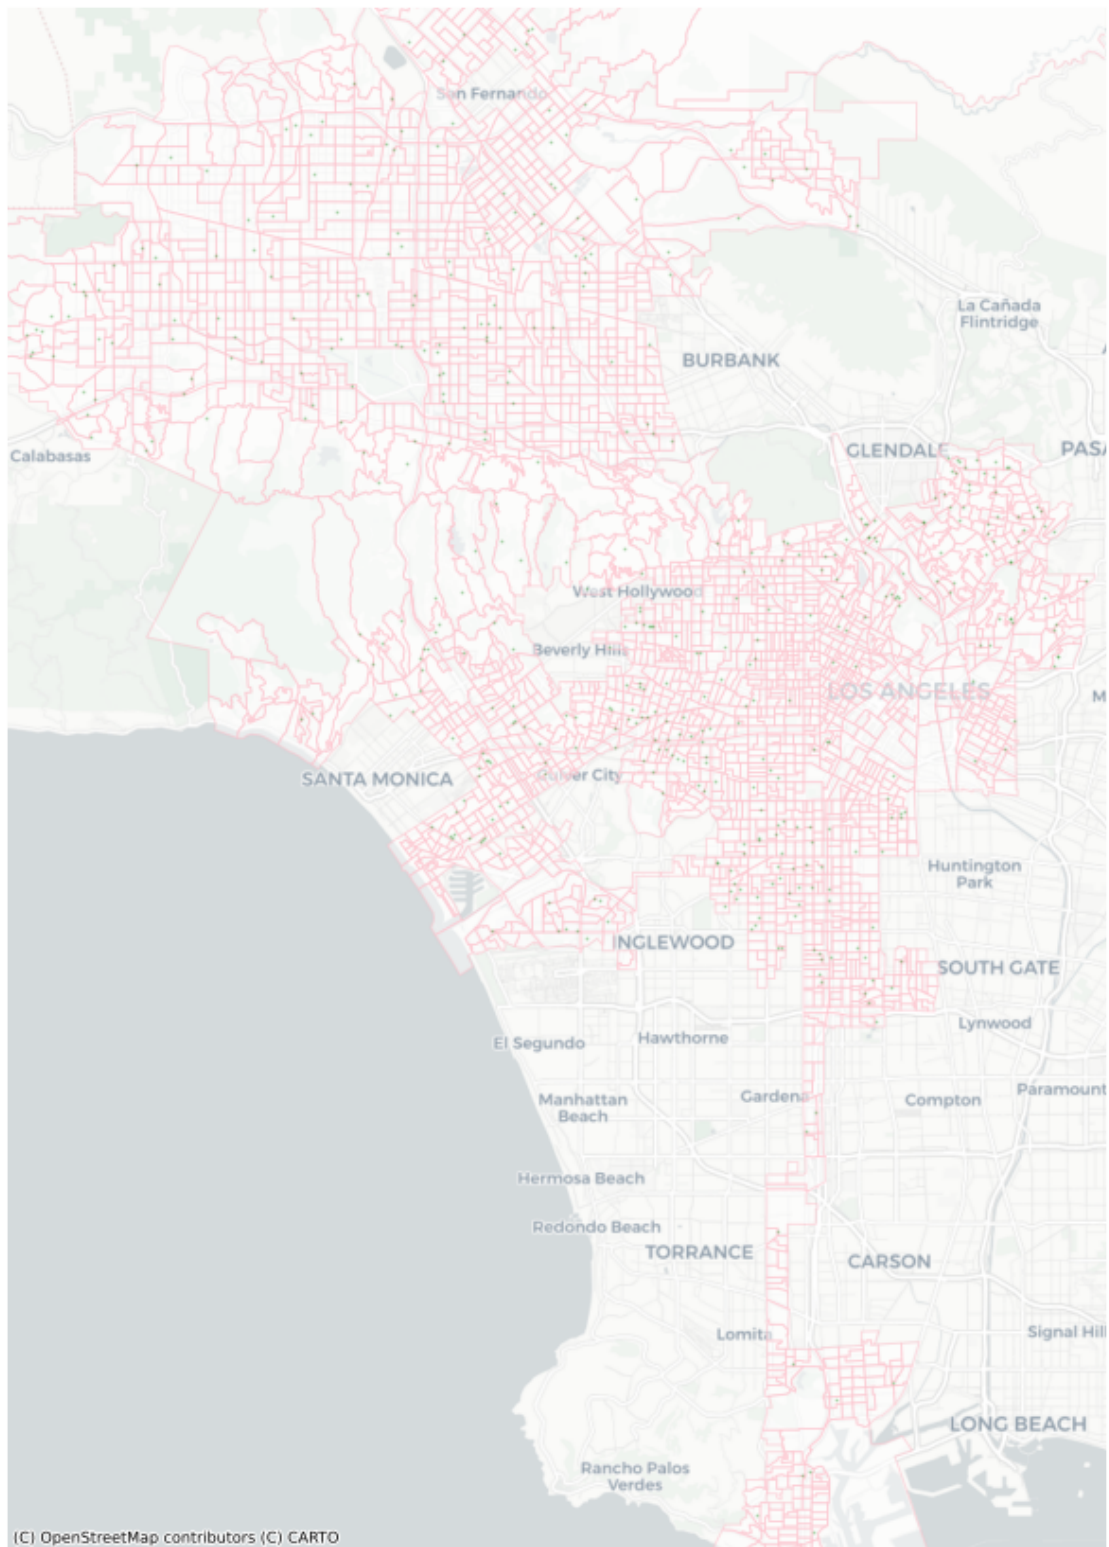 San Fernando
La Cañada
Flintridge
BURBANK
Calabasas
GLENDALE
PASA
West Hollywood
Beverly Hills
LOS ANGELES
M
SANTA MONICA
Culver City
Huntington
Park
INGLEWOOD
SOUTH GATE
Lynwood
El Segundo
Hawthorne
Manhattan
Beach
Gardena
Compton
Paramount
Hermosa Beach
Redondo Beach
TORRANCE
CARSON
Lomita
Signal Hill
LONG BEACH
Rancho Palos
Verdes
(C) OpenStreetMap contributors (C) CARTO